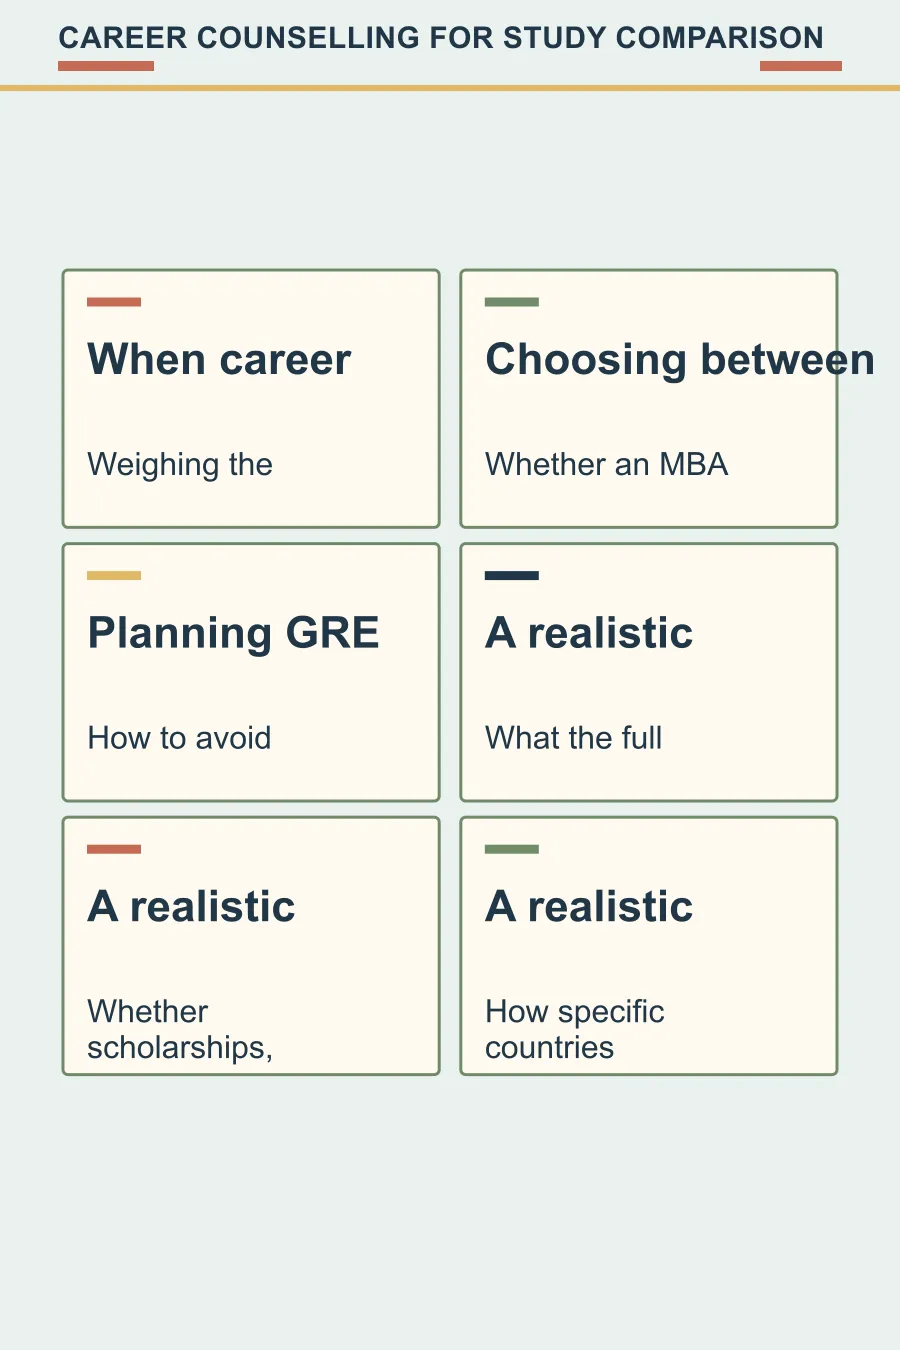 CAREER COUNSELLING FOR STUDY COMPARISON
When career
Weighing the
Choosing between
Whether an MBA
Planning GRE
How to avoid
A realistic
What the full
A realistic
Whether
scholarships,
A realistic
How specific
countries